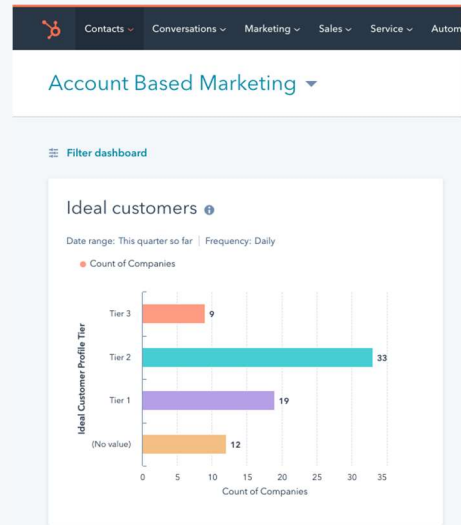 Contacts Conversations Marketing Sales Service Autom
Account Based Marketing
Filter dashboard
Ideal customers
Date range: This quarter so far | Frequency: Daily
Count of Companies
Ideal Customer Profile Tier
Tier 3 9
Tier 2 33
Tier 1 19
(No value) 12
0 5 10 15 20 25 30 35
Count of Companies